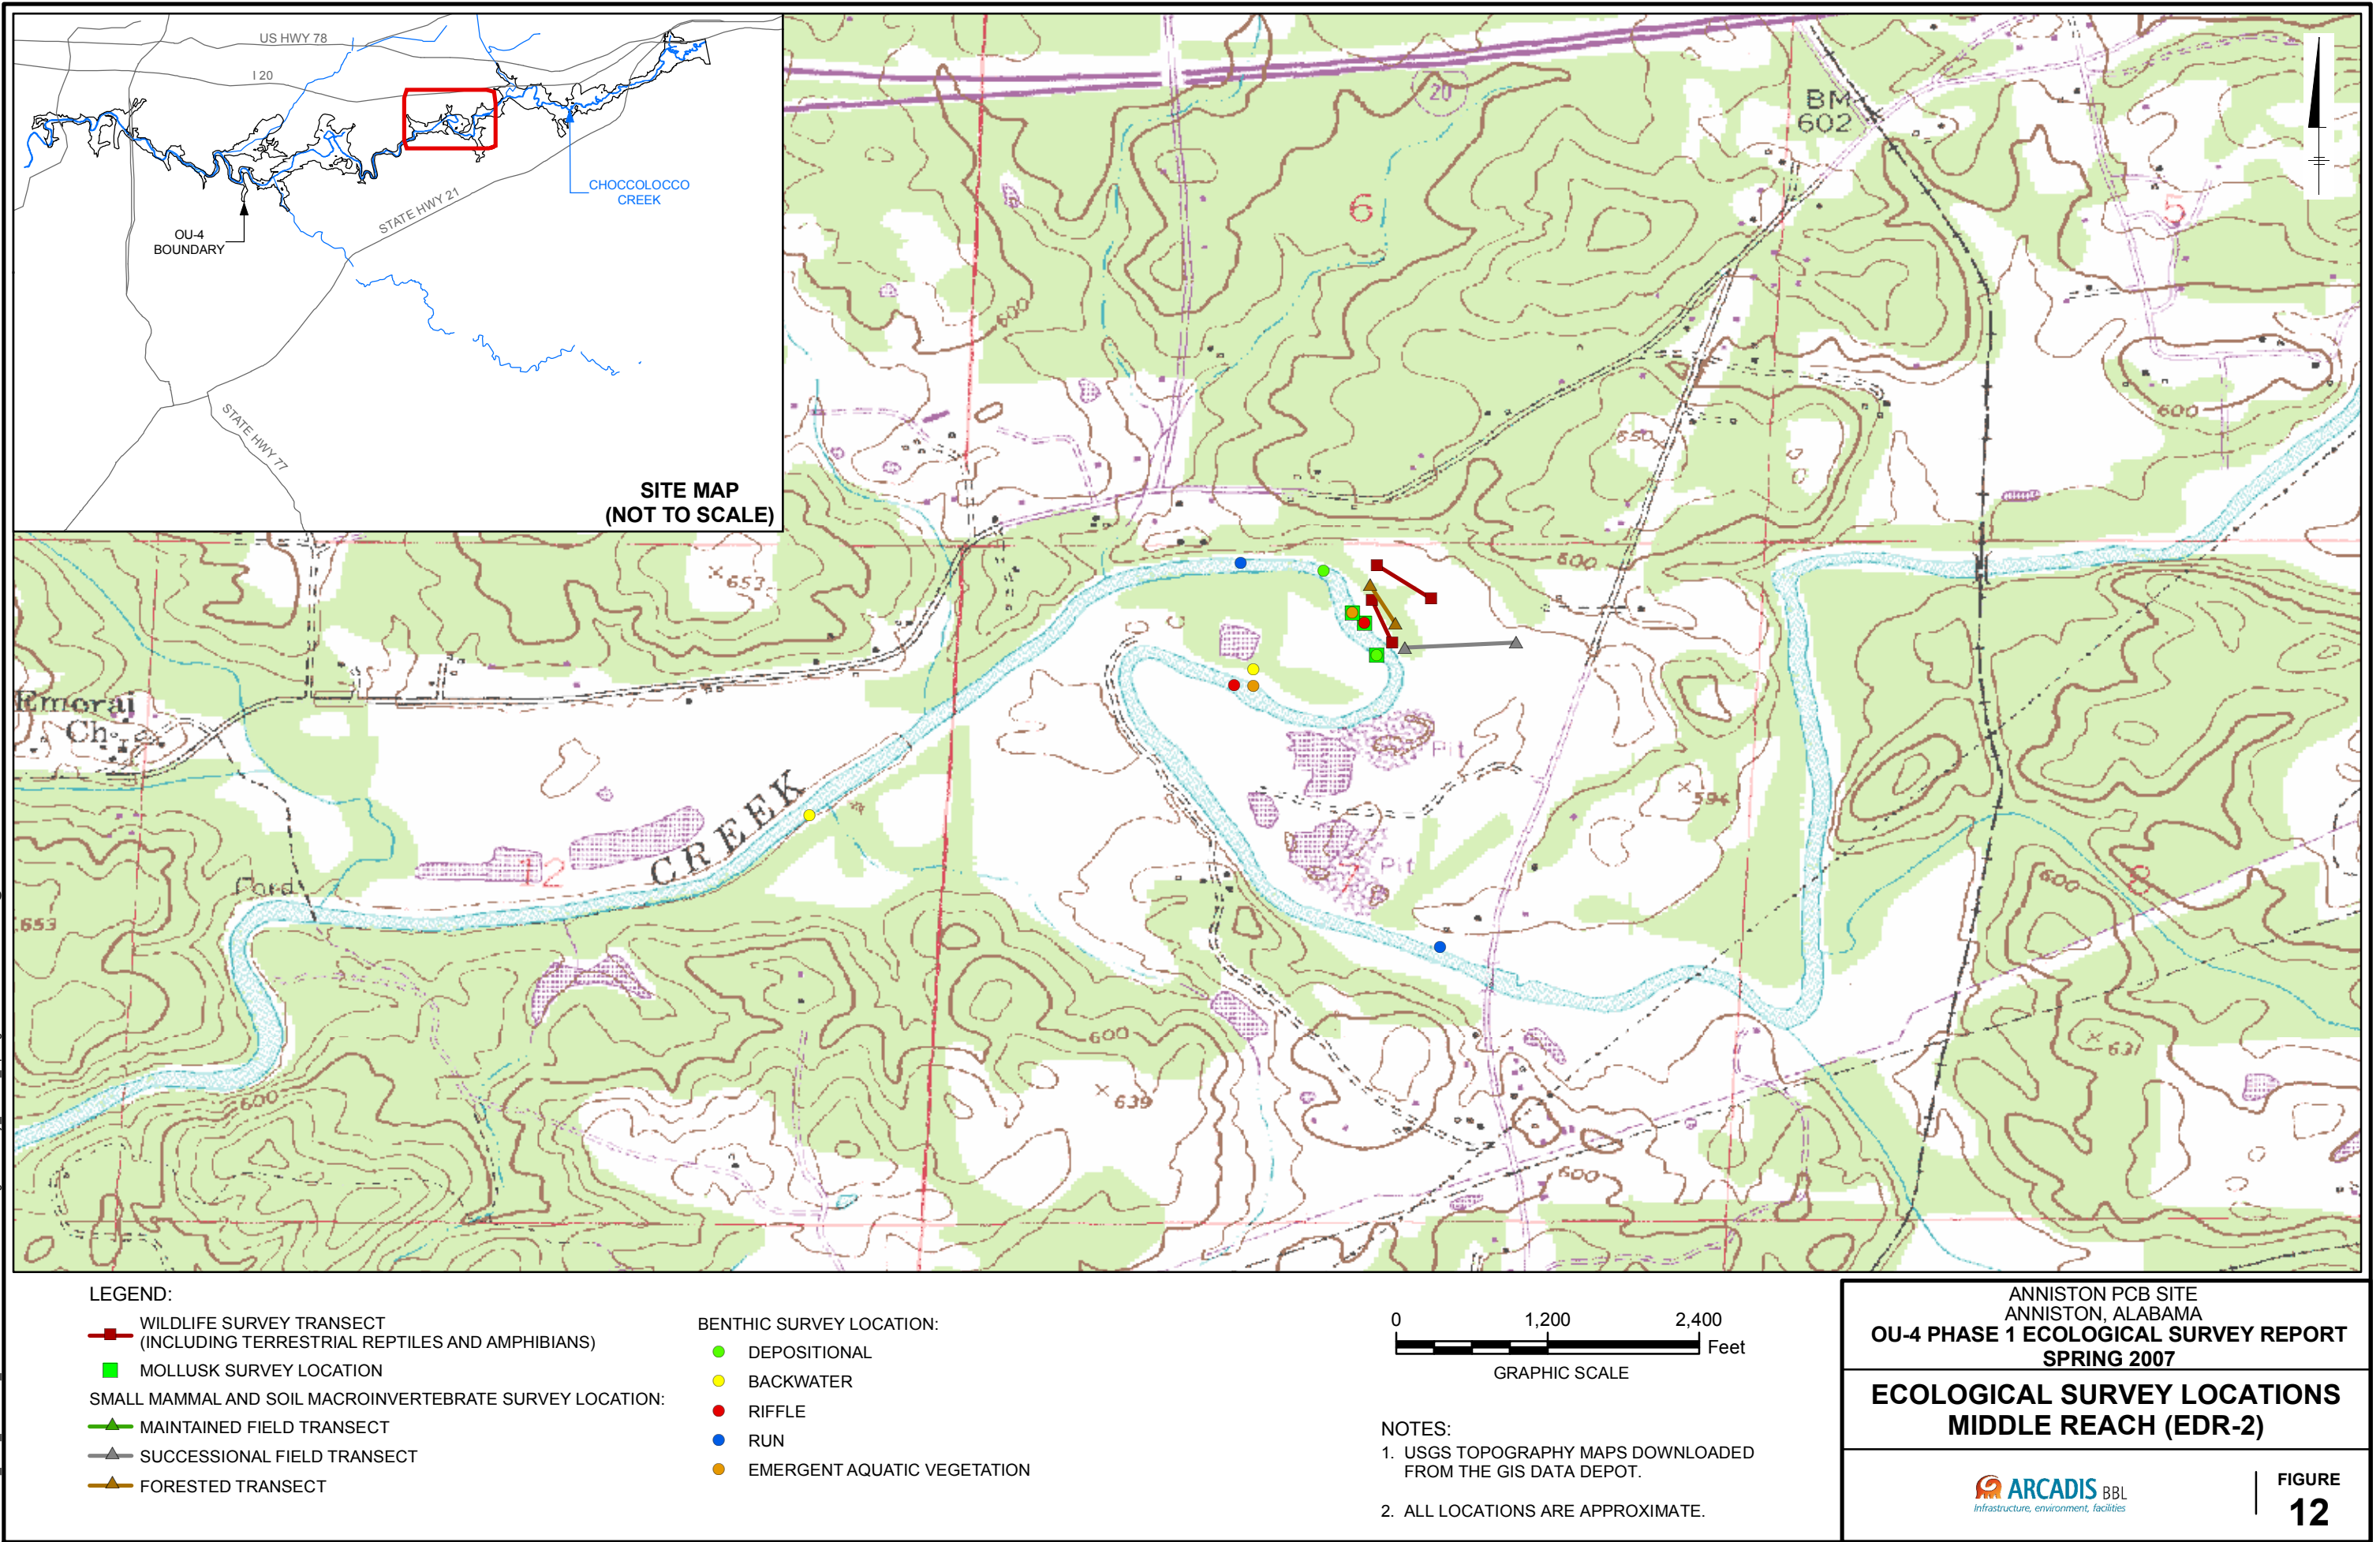 US HWY 78
I 20
CHOCCOLOCCO
CREEK
STATE HWY 21
OU-4
BOUNDARY
STATE HWY 77
SITE MAP
(NOT TO SCALE)
20
BM
602
6
5
600
600
650
653
600
Emorai
Ch.
Pit
594
CREEK
12
Ford
Pit
7
8
600
653
600
631
600
639
600
LEGEND:
WILDLIFE SURVEY TRANSECT
(INCLUDING TERRESTRIAL REPTILES AND AMPHIBIANS)
MOLLUSK SURVEY LOCATION
SMALL MAMMAL AND SOIL MACROINVERTEBRATE SURVEY LOCATION:
MAINTAINED FIELD TRANSECT
SUCCESSIONAL FIELD TRANSECT
FORESTED TRANSECT
BENTHIC SURVEY LOCATION:
DEPOSITIONAL
BACKWATER
RIFFLE
RUN
EMERGENT AQUATIC VEGETATION
0 1,200 2,400
Feet
GRAPHIC SCALE
NOTES:
1. USGS TOPOGRAPHY MAPS DOWNLOADED
FROM THE GIS DATA DEPOT.
2. ALL LOCATIONS ARE APPROXIMATE.
ANNISTON PCB SITE
ANNISTON, ALABAMA
OU-4 PHASE 1 ECOLOGICAL SURVEY REPORT
SPRING 2007
ECOLOGICAL SURVEY LOCATIONS
MIDDLE REACH (EDR-2)
ARCADIS BBL
Infrastructure, environment, facilities
FIGURE
12